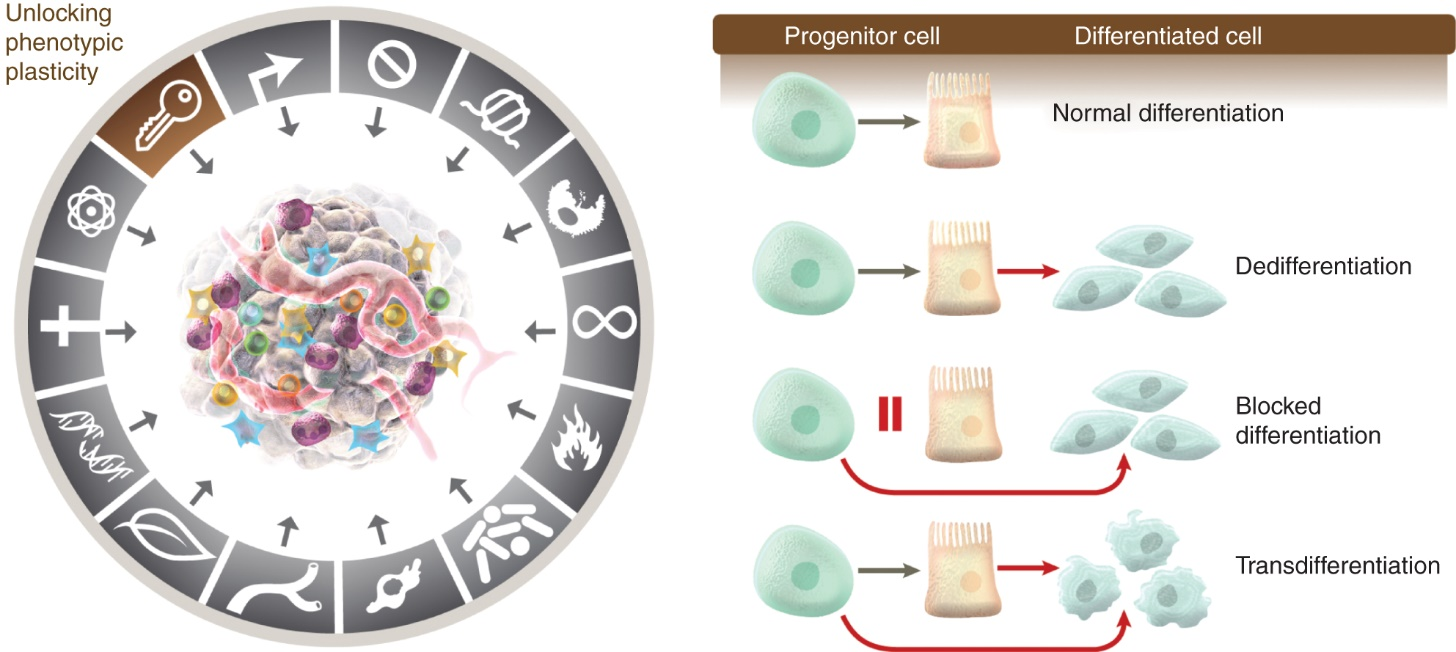 Unlocking
phenotypic
plasticity
Progenitor cell
Differentiated cell
Normal differentiation
Dedifferentiation
Blocked
differentiation
Transdifferentiation